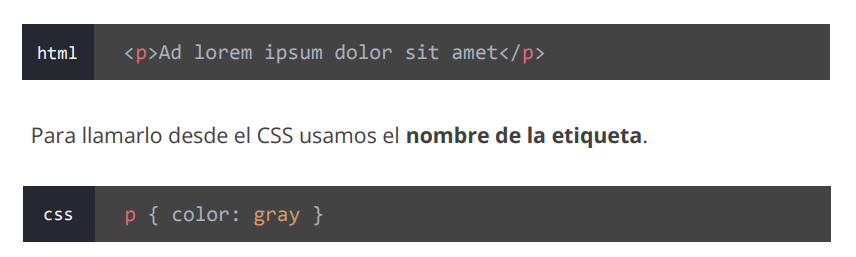 html <p>Ad lorem ipsum dolor sit amet</p>
Para llamarlo desde el CSS usamos el nombre de la etiqueta.
css p { color: gray }